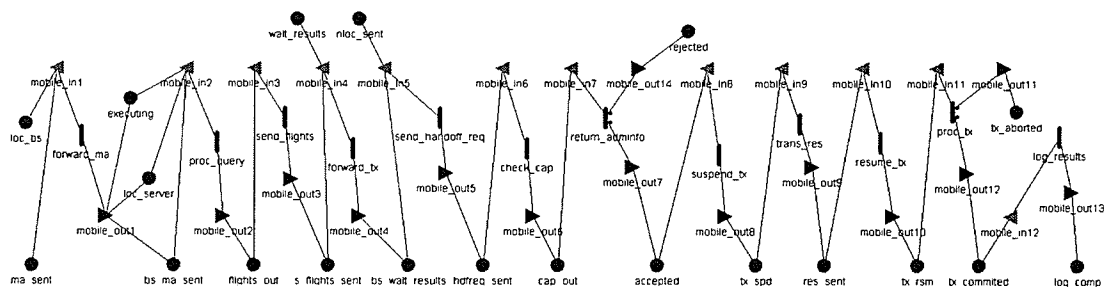 wait_results
nloc_sent
rejected
mobile_in1
mobile_in2
mobile_in3
mobile_in4
mobile_in5
mobile_in6
mobile_in7
mobile_out14
mobile_in8
mobile_in9
mobile_in10
mobile_in11
mobile_out11
loc_bs
executing
send_flights
send_handoff_req
return_adminfo
trans_res
proc_tx
tx_aborted
forward_ma
proc_query
forward_tx
check_cap
suspend_tx
resume_tx
log_results
loc_server
mobile_out3
mobile_out5
mobile_out7
mobile_out9
mobile_out12
mobile_out13
mobile_out1
mobile_out2
mobile_out4
mobile_out6
mobile_out8
mobile_out10
mobile_in12
ma_sent
bs_ma_sent
flights_out
s_flights_sent
bs_wait_results
hdfreq_sent
cap_out
accepted
tx_spd
res_sent
tx_rsm
tx_commited
log_comp